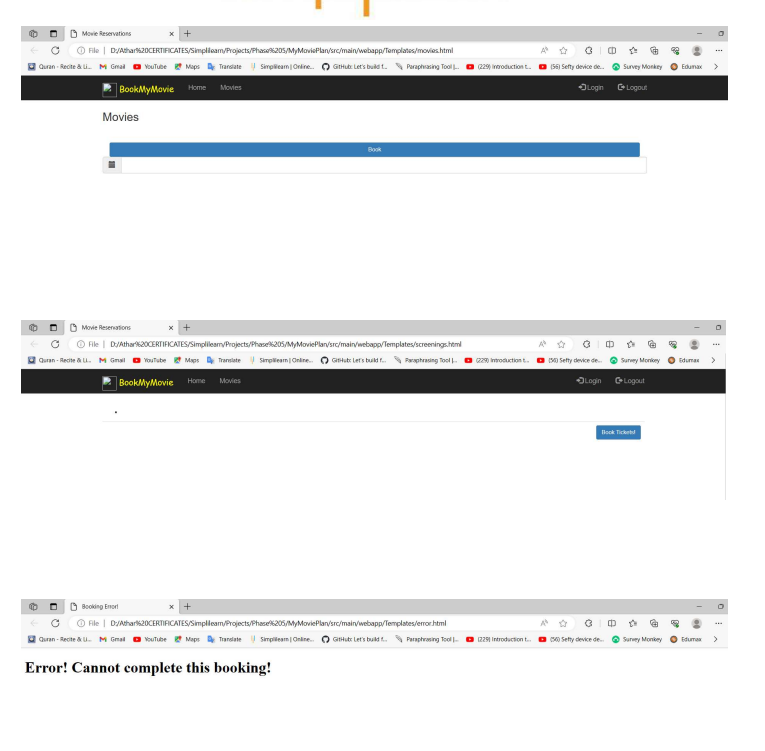 Movie Reservations
File D:/Athar%20CERTIFICATES/Simplilearn/Projects/Phase%205/MyMoviePlan/src/main/webapp/Templates/movies.html
Quran - Recite & Li... Gmail YouTube Maps Translate Simplilearn | Online... GitHub: Let's build f... Paraphrasing Tool |... (229) Introduction t... (56) Sefty device de... Survey Monkey Edumax
BookMyMovie Home Movies Login Logout
Movies
Book
Movie Reservations
File D:/Athar%20CERTIFICATES/Simplilearn/Projects/Phase%205/MyMoviePlan/src/main/webapp/Templates/screenings.html
Quran - Recite & Li... Gmail YouTube Maps Translate Simplilearn | Online... GitHub: Let's build f... Paraphrasing Tool |... (229) Introduction t... (56) Sefty device de... Survey Monkey Edumax
BookMyMovie Home Movies Login Logout
Book Tickets!
Booking Error!
File D:/Athar%20CERTIFICATES/Simplilearn/Projects/Phase%205/MyMoviePlan/src/main/webapp/Templates/error.html
Quran - Recite & Li... Gmail YouTube Maps Translate Simplilearn | Online... GitHub: Let's build f... Paraphrasing Tool |... (229) Introduction t... (56) Sefty device de... Survey Monkey Edumax
Error! Cannot complete this booking!